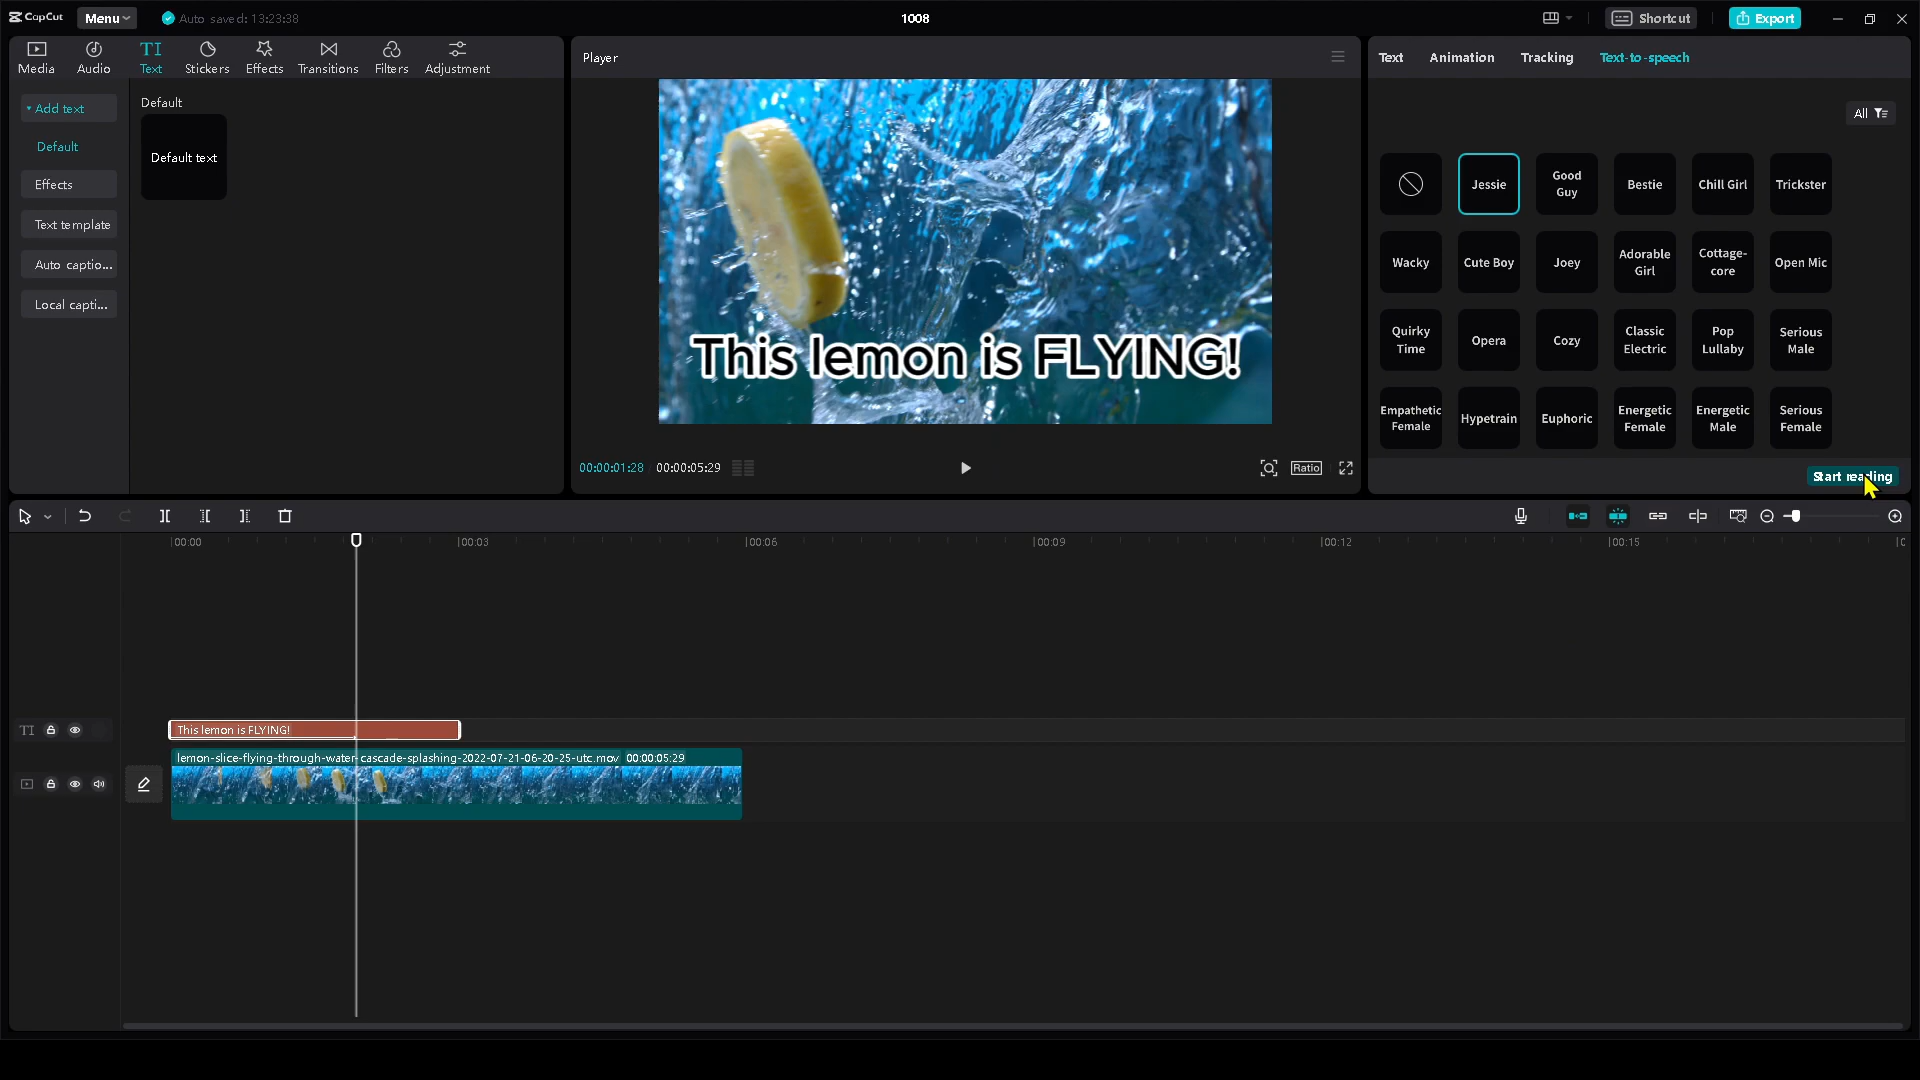 CapCut
Menu
Auto saved: 13:23:38
1008
Shortcut
Export
Media
Audio
TI
Text
Stickers
Effects
Transitions
Filters
Adjustment
Player
Text
Animation
Tracking
Text-to-speech
Add text
Default
Effects
Text template
Auto captio...
Local capti...
Default
Default text
This lemon is FLYING!
00:00:01:28
00:00:05:29
Ratio
All
Jessie
Good
Guy
Bestie
Chill Girl
Trickster
Wacky
Cute Boy
Joey
Adorable
Girl
Cottage-
core
Open Mic
Quirky
Time
Opera
Cozy
Classic
Electric
Pop
Lullaby
Serious
Male
Empathetic
Female
Hypetrain
Euphoric
Energetic
Female
Energetic
Male
Serious
Female
Start reading
00:00
00:03
00:06
00:09
00:12
00:15
TI
This lemon is FLYING!
lemon-slice-flying-through-water-cascade-splashing-2022-07-21-06-20-25-utc.mov 00:00:05:29